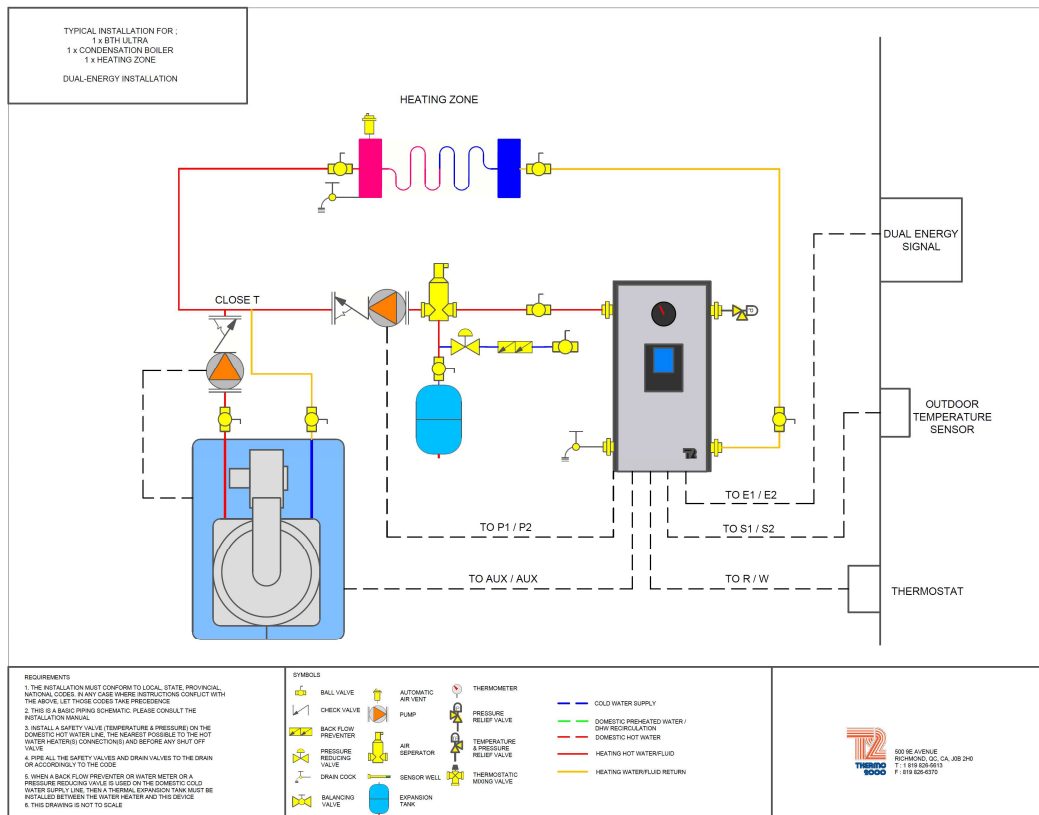 TYPICAL INSTALLATION FOR ;
1 x BTH ULTRA
1 x CONDENSATION BOILER
1 x HEATING ZONE
DUAL-ENERGY INSTALLATION
HEATING ZONE
DUAL ENERGY
SIGNAL
CLOSE T
OUTDOOR
TEMPERATURE
SENSOR
T2
TO E1 / E2
TO P1 / P2
TO S1 / S2
TO AUX / AUX
TO R / W
THERMOSTAT
REQUIREMENTS
1. THE INSTALLATION MUST CONFORM TO LOCAL, STATE, PROVINCIAL,
NATIONAL CODES. IN ANY CASE WHERE INSTRUCTIONS CONFLICT WITH
THE ABOVE, LET THOSE CODES TAKE PRECEDENCE
2. THIS IS A BASIC PIPING SCHEMATIC. PLEASE CONSULT THE
INSTALLATION MANUAL
3. INSTALL A SAFETY VALVE (TEMPERATURE & PRESSURE) ON THE
DOMESTIC HOT WATER LINE, THE NEAREST POSSIBLE TO THE HOT
WATER HEATER(S) CONNECTION(S) AND BEFORE ANY SHUT OFF
VALVE
4. PIPE ALL THE SAFETY VALVES AND DRAIN VALVES TO THE DRAIN
OR ACCORDINGLY TO THE CODE
5. WHEN A BACK FLOW PREVENTER OR WATER METER OR A
PRESSURE REDUCING VAVLE IS USED ON THE DOMESTIC COLD
WATER SUPPLY LINE, THEN A THERMAL EXPANSION TANK MUST BE
INSTALLED BETWEEN THE WATER HEATER AND THIS DEVICE
6. THIS DRAWING IS NOT TO SCALE
SYMBOLS
BALL VALVE
CHECK VALVE
BACK FLOW
PREVENTER
PRESSURE
REDUCING
VALVE
DRAIN COCK
BALANCING
VALVE
AUTOMATIC
AIR VENT
PUMP
AIR
SEPERATOR
SENSOR WELL
EXPANSION
TANK
THERMOMETER
PRESSURE
RELIEF VALVE
TEMPERATURE
& PRESSURE
RELIEF VALVE
THERMOSTATIC
MIXING VALVE
COLD WATER SUPPLY
DOMESTIC PREHEATED WATER /
DHW RECIRCULATION
DOMESTIC HOT WATER
HEATING HOT WATER/FLUID
HEATING WATER/FLUID RETURN
T2
THERMO
2000
500 9E AVENUE
RICHMOND, QC, CA, J0B 2H0
T : 1 819 826-5613
F : 819 826-6370